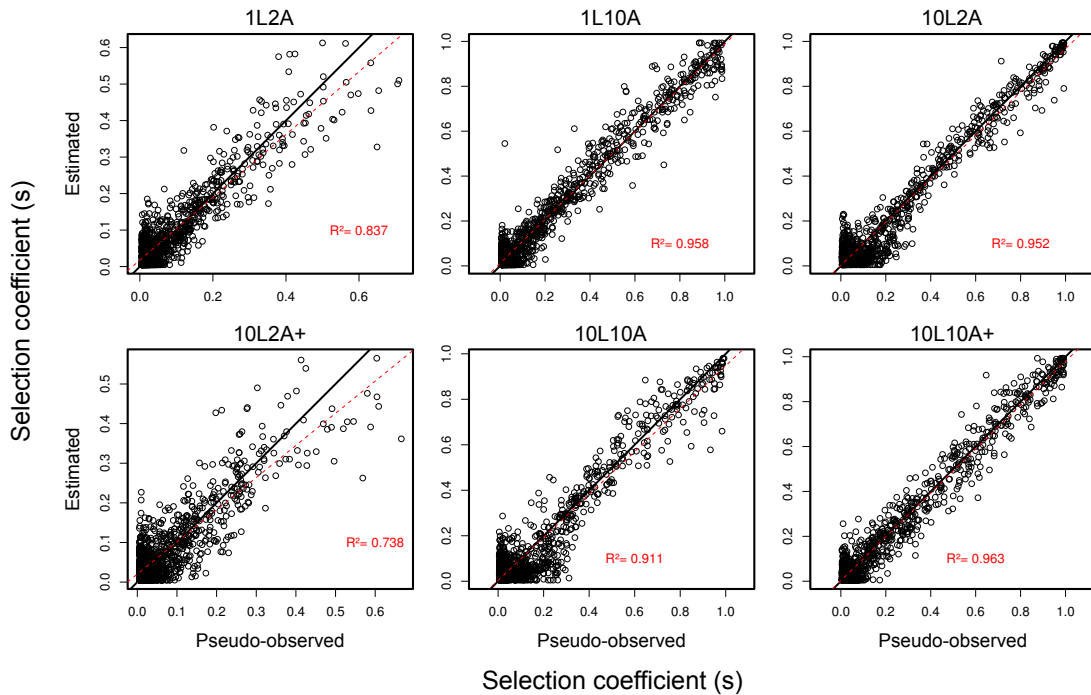 1L2A
1L10A
10L2A
Selection coefficient (s)
Estimated
0.0 0.1 0.2 0.3 0.4 0.5 0.6
0.0 0.2 0.4 0.6
R²= 0.837
0.0 0.2 0.4 0.6 0.8 1.0
0.0 0.2 0.4 0.6 0.8 1.0
R²= 0.958
0.0 0.2 0.4 0.6 0.8 1.0
0.0 0.2 0.4 0.6 0.8 1.0
R²= 0.952
10L2A+
10L10A
10L10A+
Estimated
0.0 0.1 0.2 0.3 0.4 0.5
0.0 0.1 0.2 0.3 0.4 0.5 0.6
R²= 0.738
0.0 0.2 0.4 0.6 0.8 1.0
0.0 0.2 0.4 0.6 0.8 1.0
R²= 0.911
0.0 0.2 0.4 0.6 0.8 1.0
0.0 0.2 0.4 0.6 0.8 1.0
R²= 0.963
Pseudo-observed
Pseudo-observed
Pseudo-observed
Selection coefficient (s)